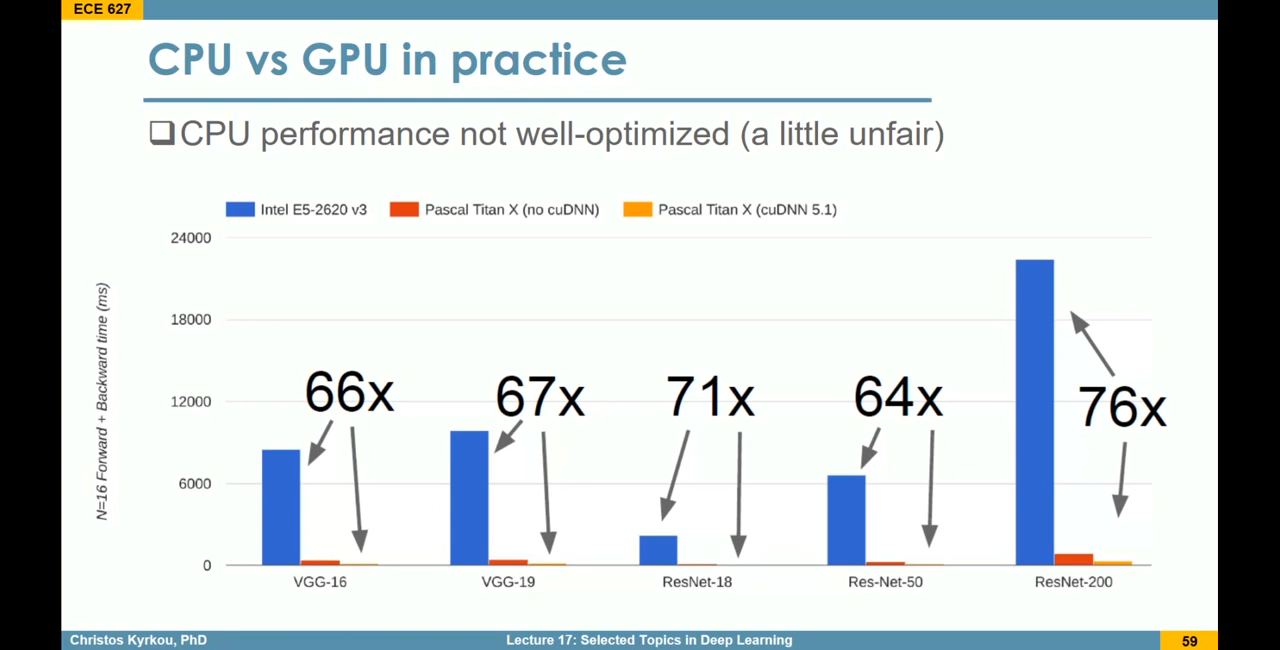 ECE 627
CPU vs GPU in practice
❑CPU performance not well-optimized (a little unfair)
Intel E5-2620 v3 Pascal Titan X (no cuDNN) Pascal Titan X (cuDNN 5.1)
N=16 Forward + Backward time (ms)
24000
18000
12000
6000
0
66x 67x 71x 64x 76x
VGG-16 VGG-19 ResNet-18 Res-Net-50 ResNet-200
Christos Kyrkou, PhD Lecture 17: Selected Topics in Deep Learning 59